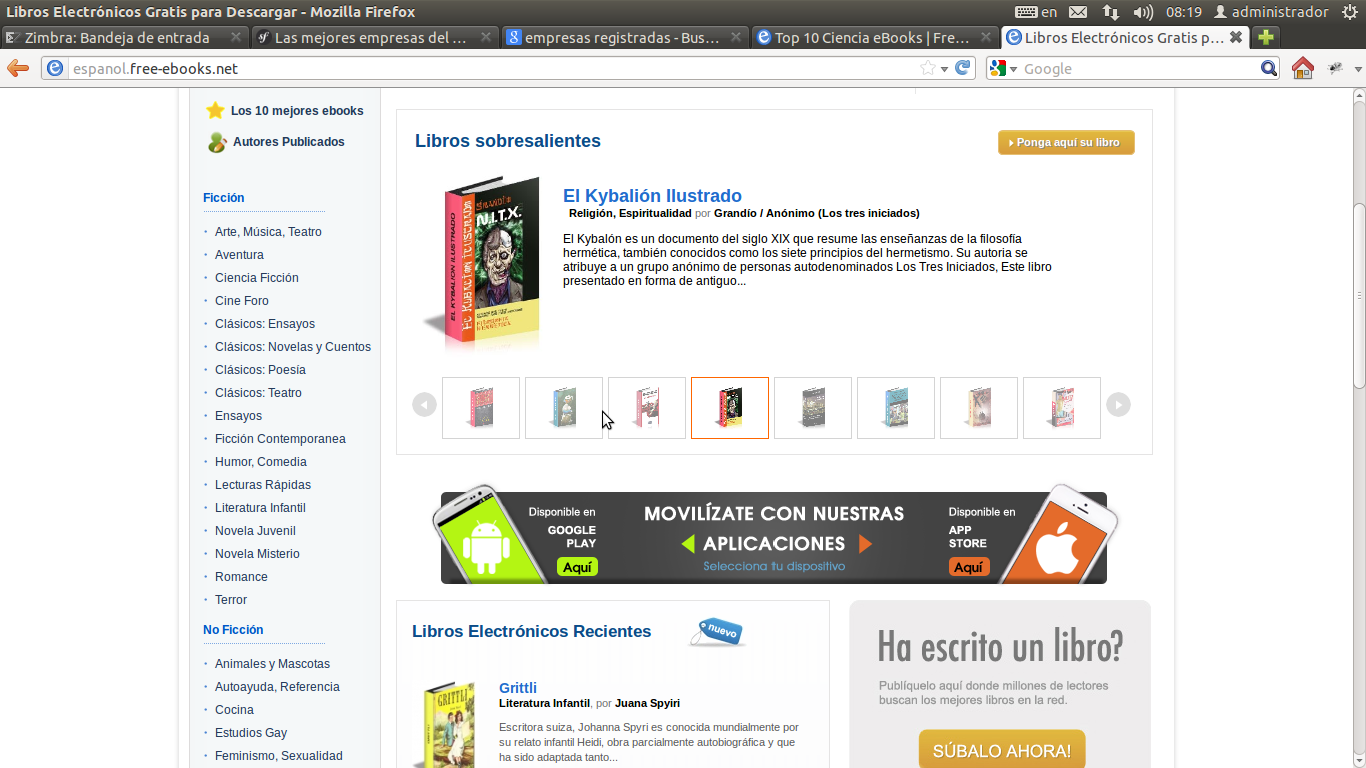 Libros Electrónicos Gratis para Descargar - Mozilla Firefox
en
08:19
administrador
Zimbra: Bandeja de entrada
Las mejores empresas del ...
empresas registradas - Bus...
Top 10 Ciencia eBooks | Fre...
Libros Electrónicos Gratis p...
espanol.free-ebooks.net
Google
Los 10 mejores ebooks
Autores Publicados
Ficción
Arte, Música, Teatro
Aventura
Ciencia Ficción
Cine Foro
Clásicos: Ensayos
Clásicos: Novelas y Cuentos
Clásicos: Poesía
Clásicos: Teatro
Ensayos
Ficción Contemporanea
Humor, Comedia
Lecturas Rápidas
Literatura Infantil
Novela Juvenil
Novela Misterio
Romance
Terror
No Ficción
Animales y Mascotas
Autoayuda, Referencia
Cocina
Estudios Gay
Feminismo, Sexualidad
Libros sobresalientes
Ponga aquí su libro
EL KYBALION ILUSTRADO
N.I.T.X.
El Kybalion ilustrado
El Kybalión Ilustrado
Religión, Espiritualidad por Grandío / Anónimo (Los tres iniciados)
El Kybalón es un documento del siglo XIX que resume las enseñanzas de la filosofía
hermética, también conocidos como los siete principios del hermetismo. Su autoria se
atribuye a un grupo anónimo de personas autodenominados Los Tres Iniciados, Este libro
presentado en forma de antiguo...
Disponible en
GOOGLE
PLAY
Aquí
MOVILÍZATE CON NUESTRAS
APLICACIONES
Selecciona tu dispositivo
Disponible en
APP
STORE
Aquí
Libros Electrónicos Recientes
nuevo
GRITTLI
Grittli
Literatura Infantil, por Juana Spyiri
Escritora suiza, Johanna Spyri es conocida mundialmente por
su relato infantil Heidi, obra parcialmente autobiográfica y que
ha sido adaptada tanto...
Ha escrito un libro?
Publíquelo aquí donde millones de lectores
buscan los mejores libros en la red.
SÚBALO AHORA!